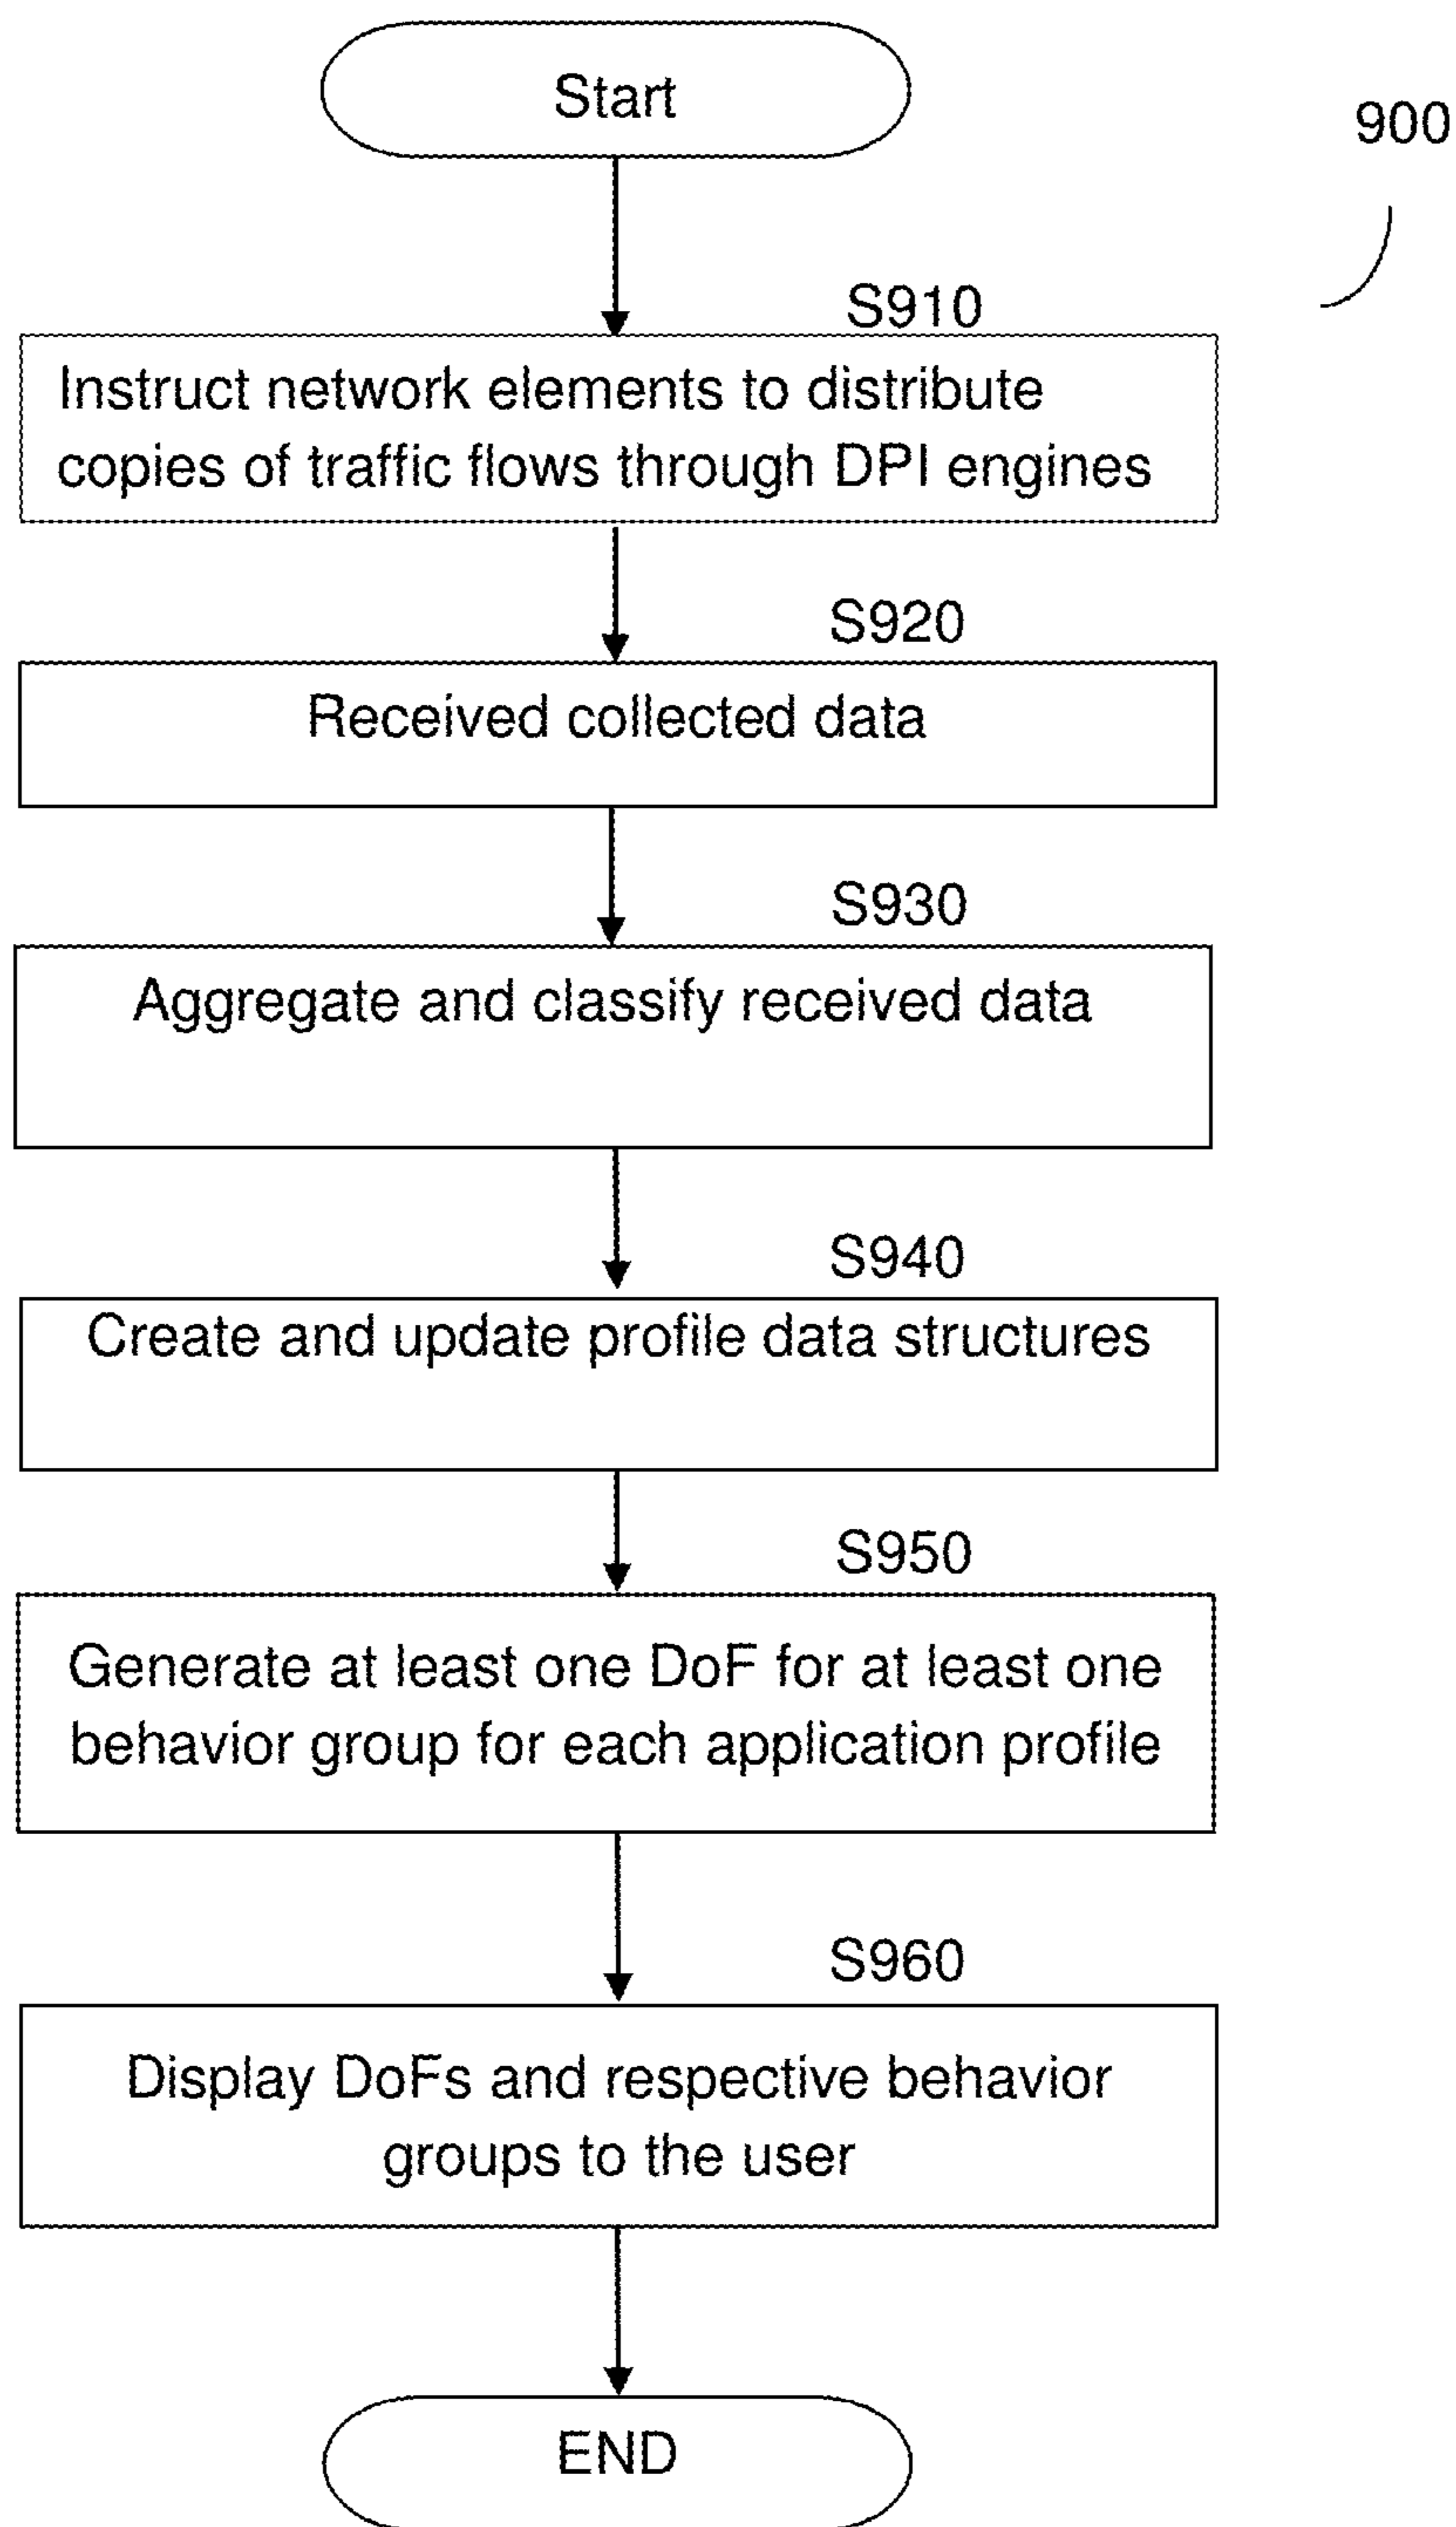 Start
900
S910
Instruct network elements to distribute
copies of traffic flows through DPI engines
S920
Received collected data
S930
Aggregate and classify received data
S940
Create and update profile data structures
S950
Generate at least one DoF for at least one
behavior group for each application profile
S960
Display DoFs and respective behavior
groups to the user
END